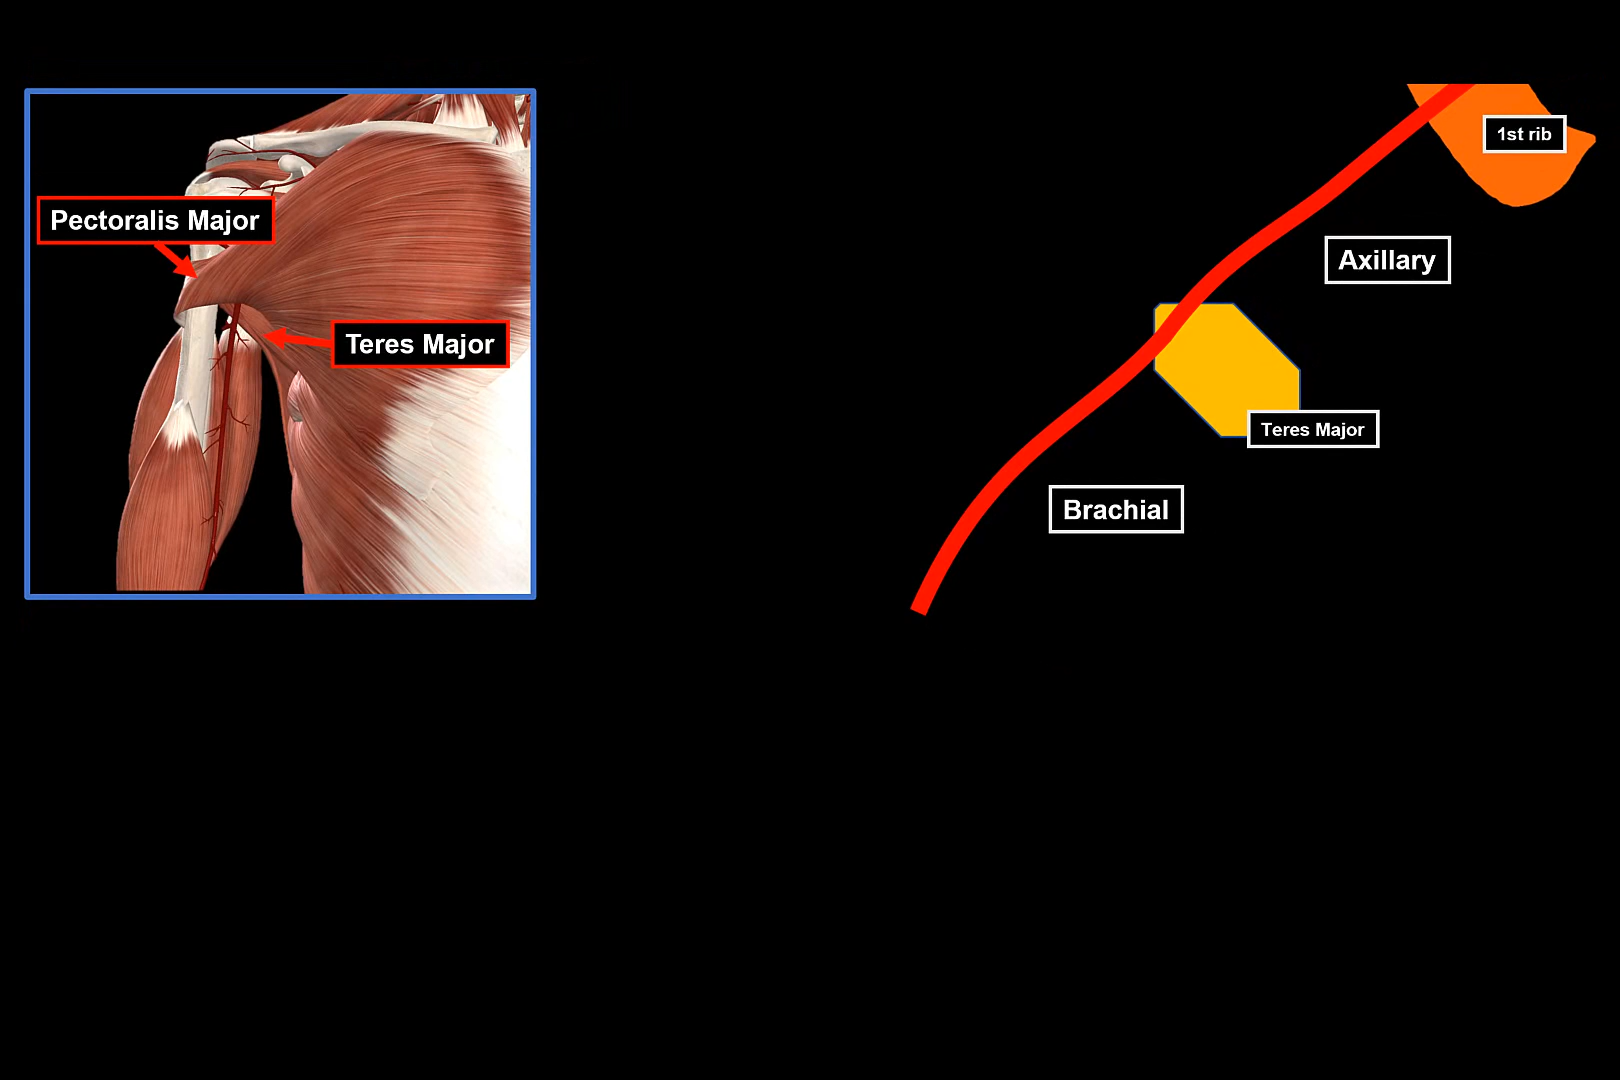 Pectoralis Major
Teres Major
1st rib
Axillary
Teres Major
Brachial